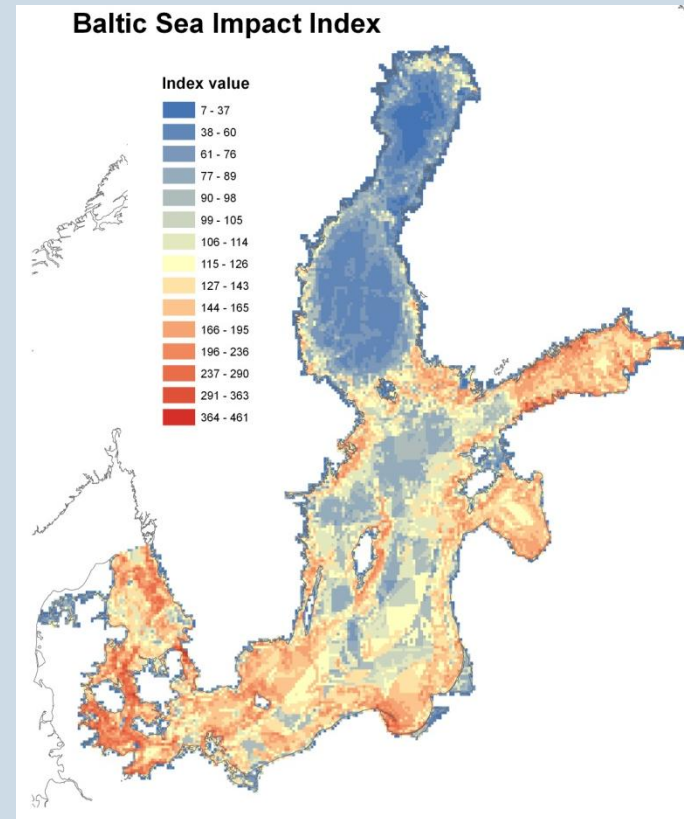 Baltic Sea Impact Index
Index value
7 - 37
38 - 60
61 - 76
77 - 89
90 - 98
99 - 105
106 - 114
115 - 126
127 - 143
144 - 165
166 - 195
196 - 236
237 - 290
291 - 363
364 - 461